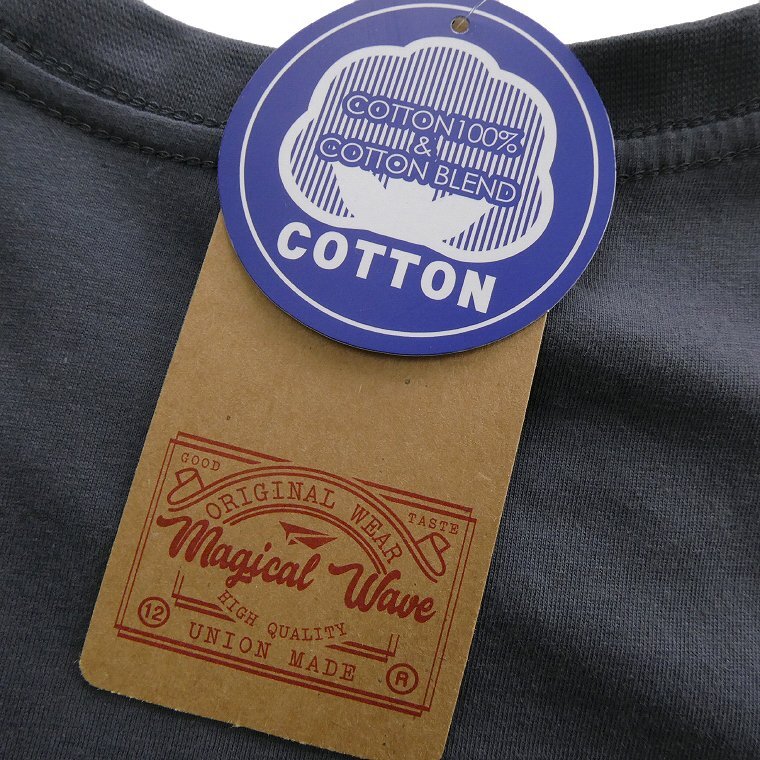 COTTON100%
&
COTTON BLEND
COTTON
GOOD
TASTE
ORIGINAL WEAR
Magical Wave
HIGH QUALITY
12
UNION MADE
R